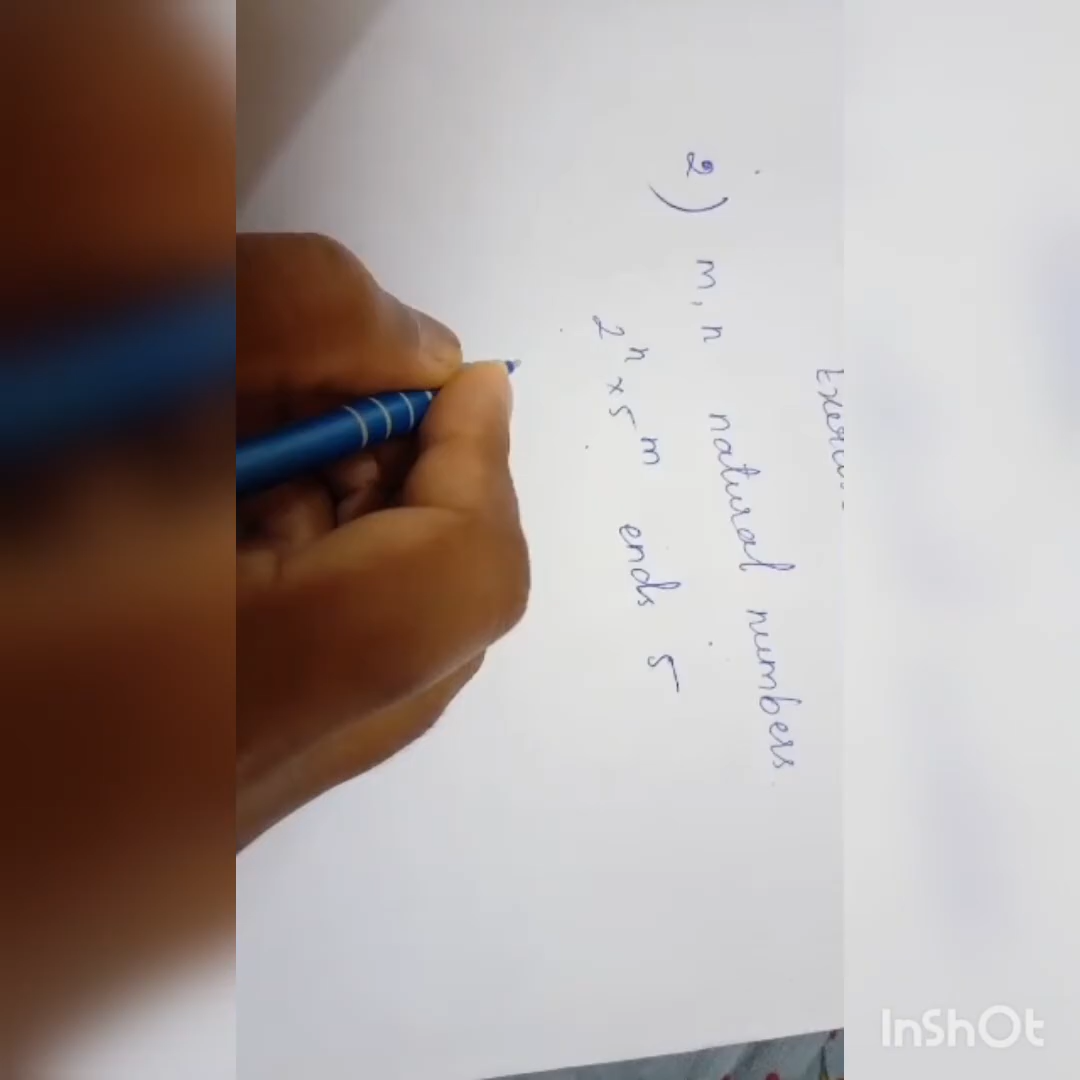 2) m, n natural numbers.
2ⁿ × 5ᵐ ends 5
InShOt